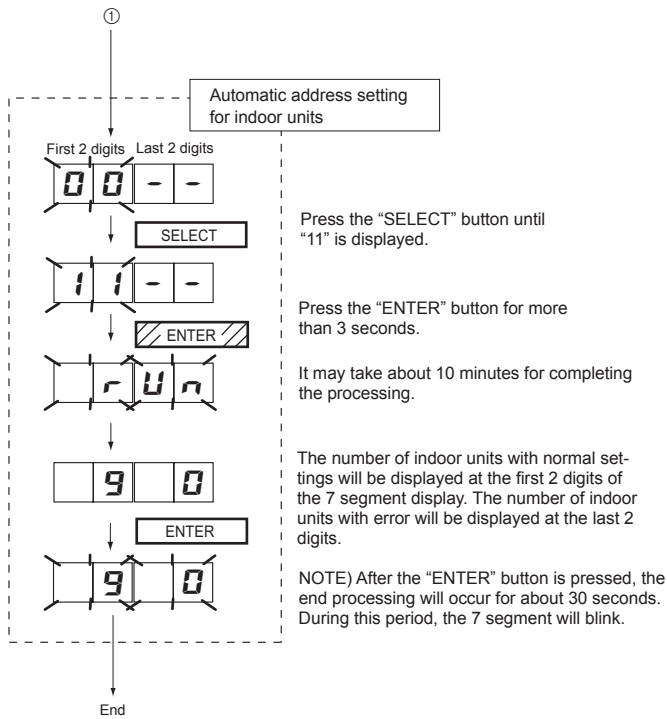 ①
Automatic address setting
for indoor units
First 2 digits Last 2 digits
0 0 - -
SELECT
Press the “SELECT” button until
“11” is displayed.
1 1 - -
ENTER
Press the “ENTER” button for more
than 3 seconds.
r U n
It may take about 10 minutes for completing
the processing.
9 0
The number of indoor units with normal set-
tings will be displayed at the first 2 digits of
the 7 segment display. The number of indoor
units with error will be displayed at the last 2
digits.
ENTER
9 0
NOTE) After the “ENTER” button is pressed, the
end processing will occur for about 30 seconds.
During this period, the 7 segment will blink.
End